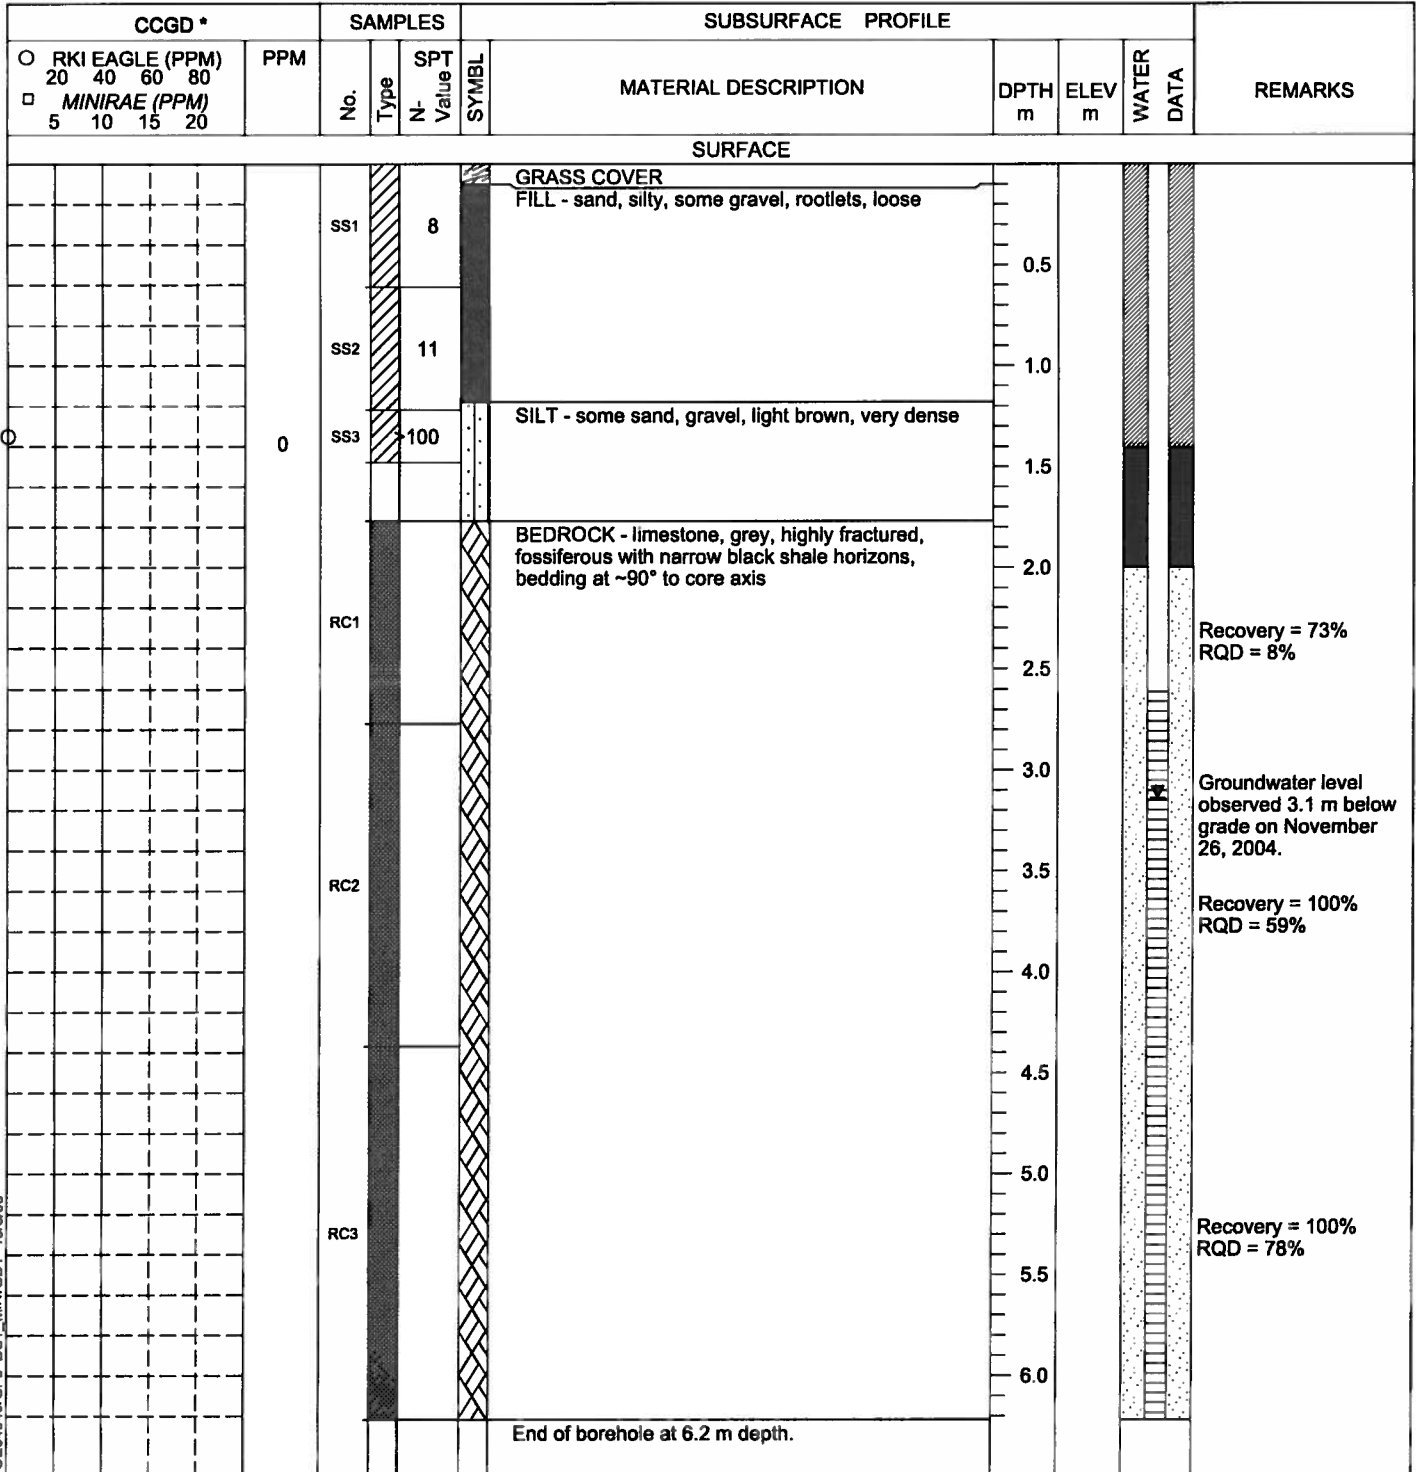 CCGD *
SAMPLES
SUBSURFACE PROFILE
RKI EAGLE (PPM)
20 40 60 80
MINIRAE (PPM)
5 10 15 20
PPM
No.
Type
SPT
N-
Value
SYMBL
MATERIAL DESCRIPTION
DPTH
m
ELEV
m
WATER
DATA
REMARKS
SURFACE
GRASS COVER
FILL - sand, silty, some gravel, rootlets, loose
SS1
8
0.5
SS2
11
1.0
SILT - some sand, gravel, light brown, very dense
SS3
>100
0
1.5
BEDROCK - limestone, grey, highly fractured,
fossiferous with narrow black shale horizons,
bedding at ~90° to core axis
2.0
RC1
Recovery = 73%
RQD = 8%
2.5
3.0
Groundwater level
observed 3.1 m below
grade on November
26, 2004.
3.5
RC2
Recovery = 100%
RQD = 59%
4.0
4.5
5.0
RC3
Recovery = 100%
RQD = 78%
5.5
6.0
End of borehole at 6.2 m depth.